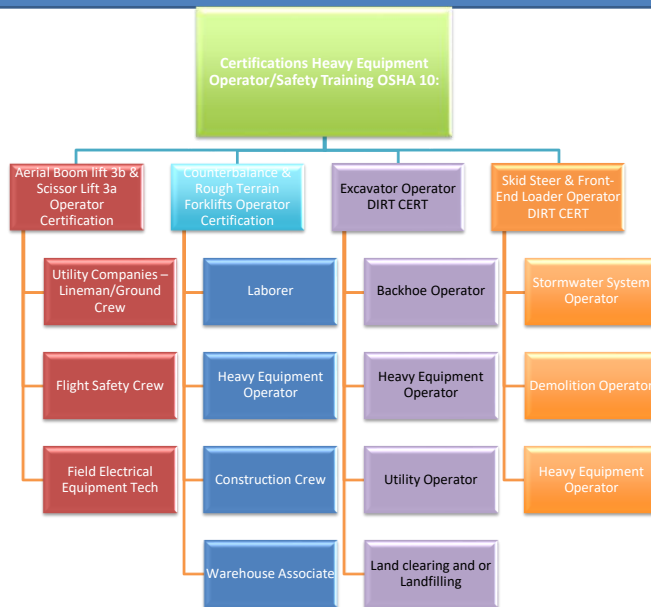 Certifications Heavy Equipment
Operator/Safety Training OSHA 10:
Aerial Boom lift 3b &
Scissor Lift 3a
Operator
Certification
Utility Companies –
Lineman/Ground
Crew
Flight Safety Crew
Field Electrical
Equipment Tech
Counterbalance &
Rough Terrain
Forklifts Operator
Certification
Laborer
Heavy Equipment
Operator
Construction Crew
Warehouse Associate
Excavator Operator
DIRT CERT
Backhoe Operator
Heavy Equipment
Operator
Utility Operator
Land clearing and or
Landfilling
Skid Steer & Front-
End Loader Operator
DIRT CERT
Stormwater System
Operator
Demolition Operator
Heavy Equipment
Operator